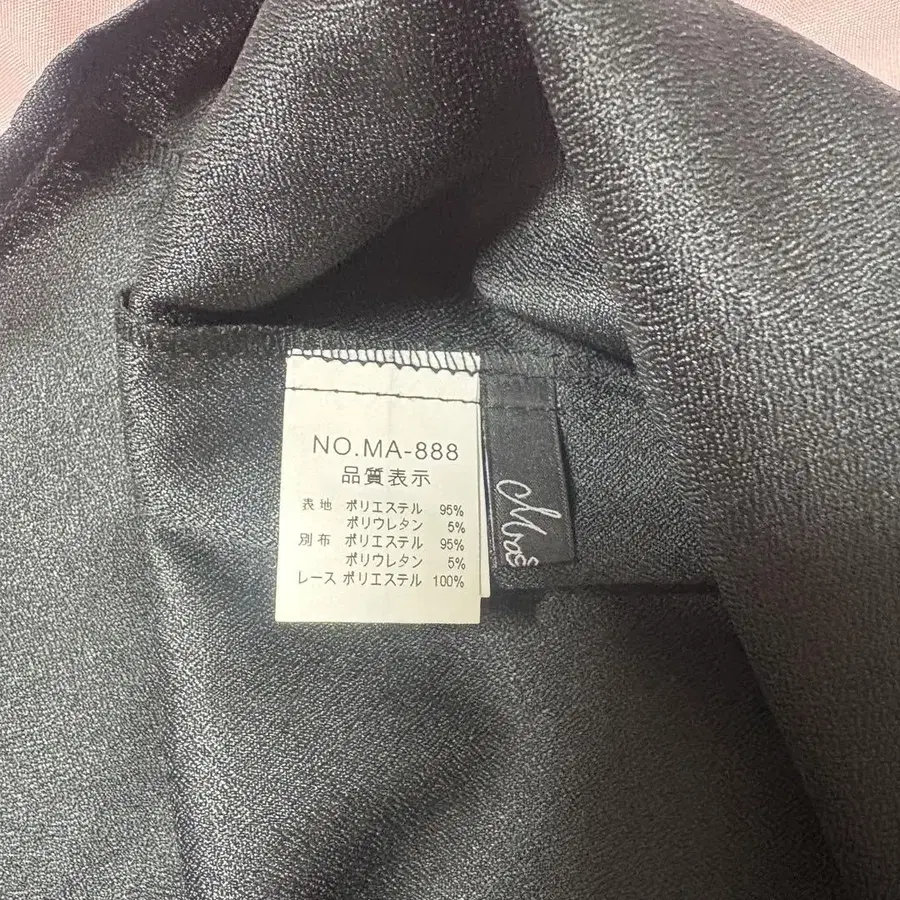 NO.MA-888
品質表示
表地 ポリエステル 95%
ポリウレタン 5%
別布 ポリエステル 95%
ポリウレタン 5%
レース ポリエステル 100%